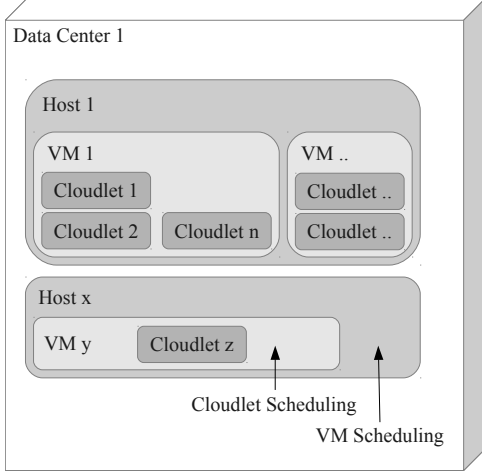 Data Center 1
Host 1
VM 1
VM ..
Cloudlet 1
Cloudlet ..
Cloudlet 2
Cloudlet n
Cloudlet ..
Host x
VM y
Cloudlet z
Cloudlet Scheduling
VM Scheduling